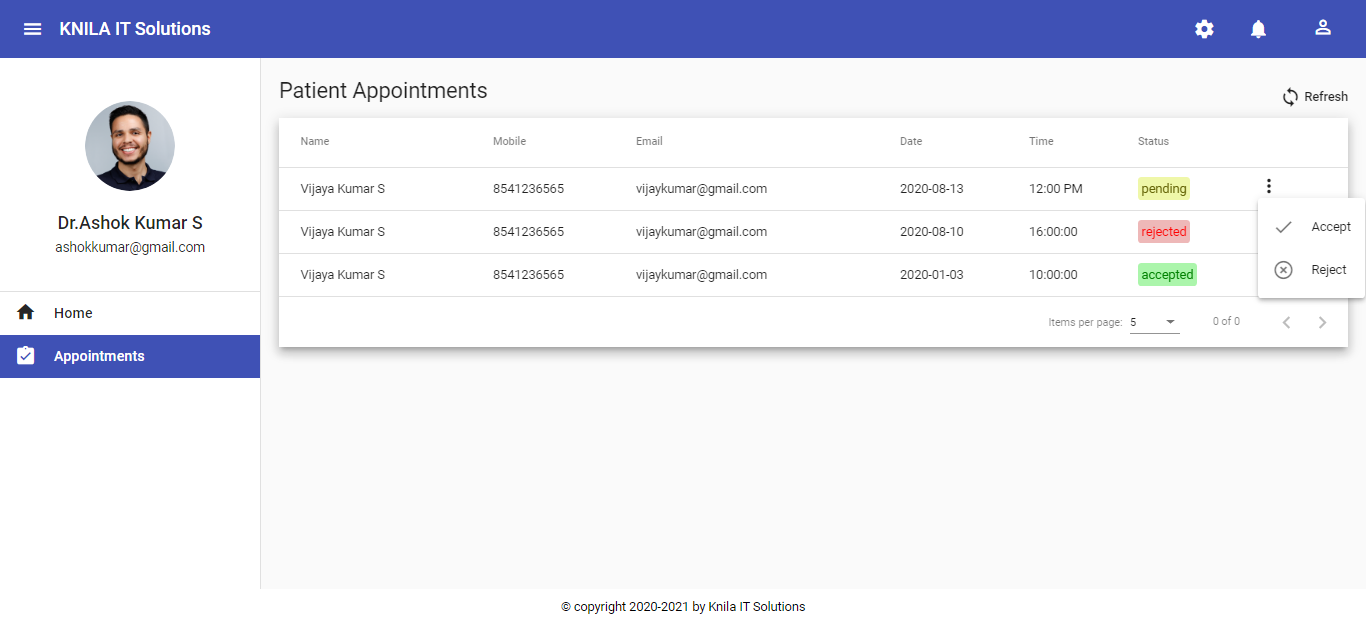 KNILA IT Solutions
Dr.Ashok Kumar S
ashokkumar@gmail.com
Home
Appointments
Patient Appointments
Refresh
Name Mobile Email Date Time Status
Vijaya Kumar S 8541236565 vijaykumar@gmail.com 2020-08-13 12:00 PM pending
Vijaya Kumar S 8541236565 vijaykumar@gmail.com 2020-08-10 16:00:00 rejected
Vijaya Kumar S 8541236565 vijaykumar@gmail.com 2020-01-03 10:00:00 accepted
Accept
Reject
Items per page: 5 0 of 0
© copyright 2020-2021 by Knila IT Solutions